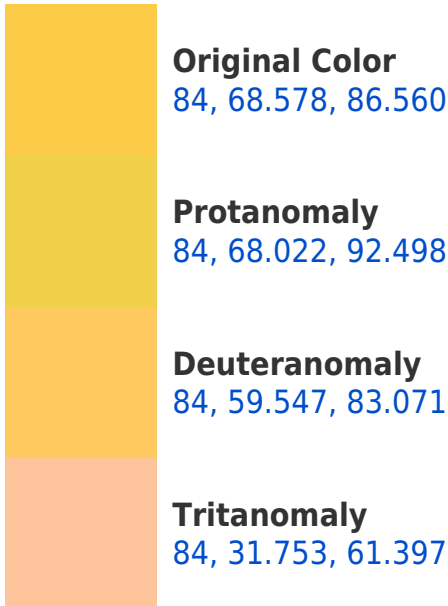 Original Color
84, 68.578, 86.560
Protanomaly
84, 68.022, 92.498
Deuteranomaly
84, 59.547, 83.071
Tritanomaly
84, 31.753, 61.397